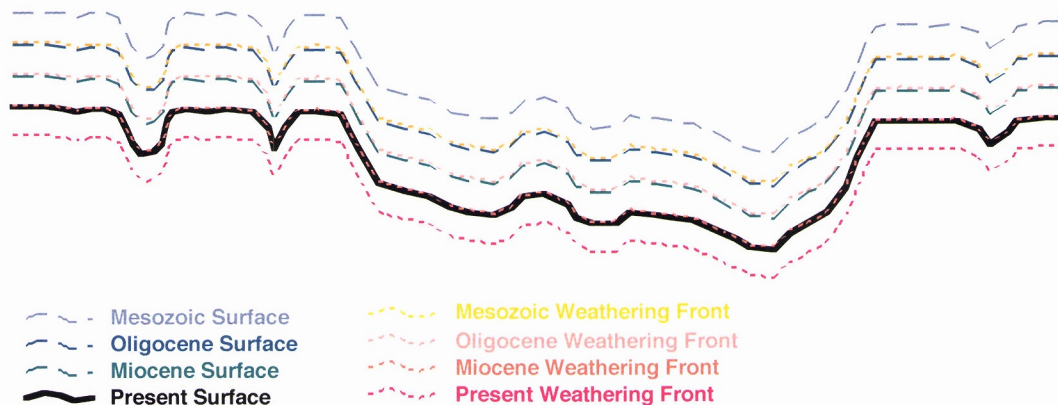 Mesozoic Surface
Oligocene Surface
Miocene Surface
Present Surface
Mesozoic Weathering Front
Oligocene Weathering Front
Miocene Weathering Front
Present Weathering Front